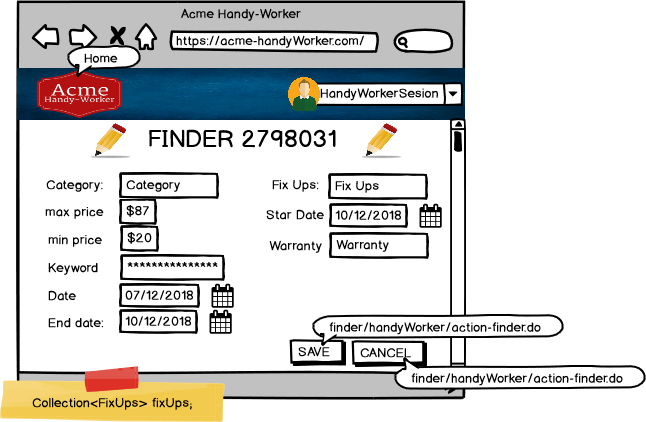 Acme Handy-Worker
https://acme-handyWorker.com/
Home
Acme
Handy-Worker
HandyWorkerSesion
FINDER 2798031
Category: Category
Fix Ups: Fix Ups
max price $87
Star Date 10/12/2018
min price $20
Warranty Warranty
Keyword ***************
Date 07/12/2018
End date: 10/12/2018
finder/handyWorker/action-finder.do
SAVE CANCEL
finder/handyWorker/action-finder.do
Collection<FixUps> fixUps;